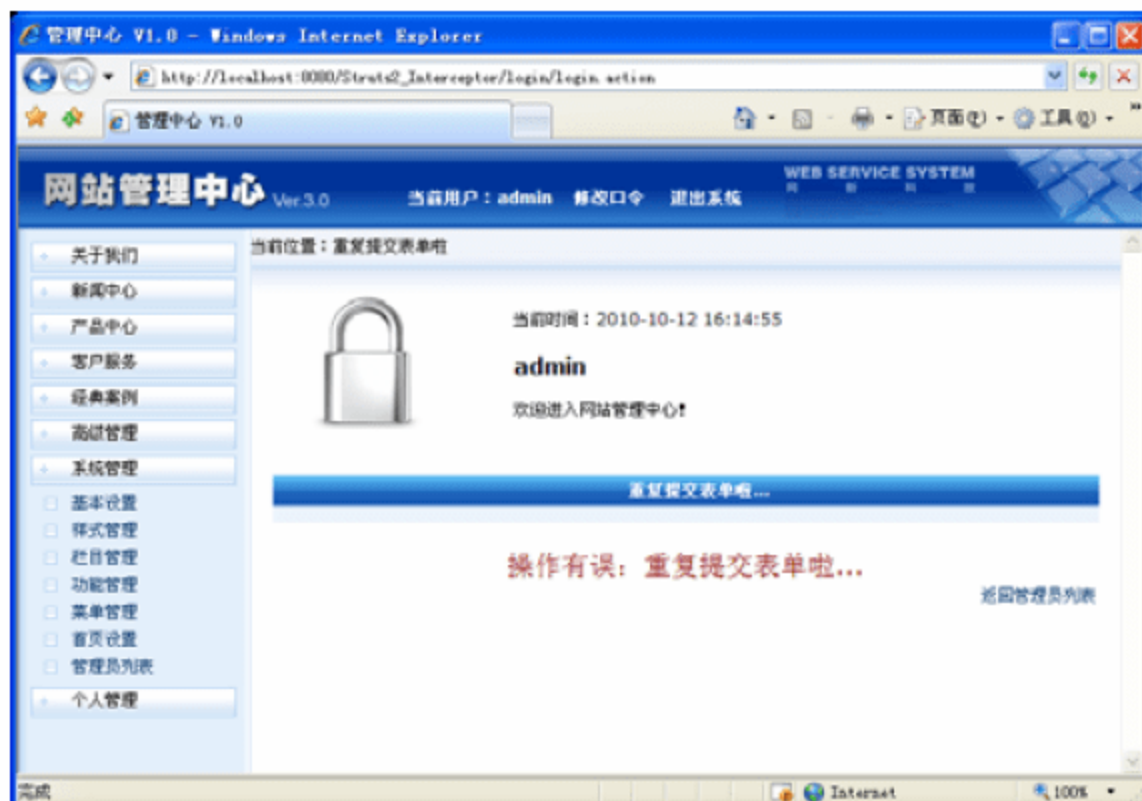 管理中心 V1.0 - Windows Internet Explorer
http://localhost:8080/Struts2_Interceptor/login/login.action
管理中心 V1.0
页面(P)
工具(O)
网站管理中心 Ver.3.0
当前用户：admin 修改口令 退出系统
WEB SERVICE SYSTEM
关于我们
新闻中心
产品中心
客户服务
经典案例
高级管理
系统管理
基本设置
样式管理
栏目管理
功能管理
菜单管理
首页设置
管理员列表
个人管理
当前位置：重复提交表单啦
当前时间：2010-10-12 16:14:55
admin
欢迎进入网站管理中心！
重复提交表单啦...
操作有误：重复提交表单啦...
返回管理员列表
完成
Internet
100%